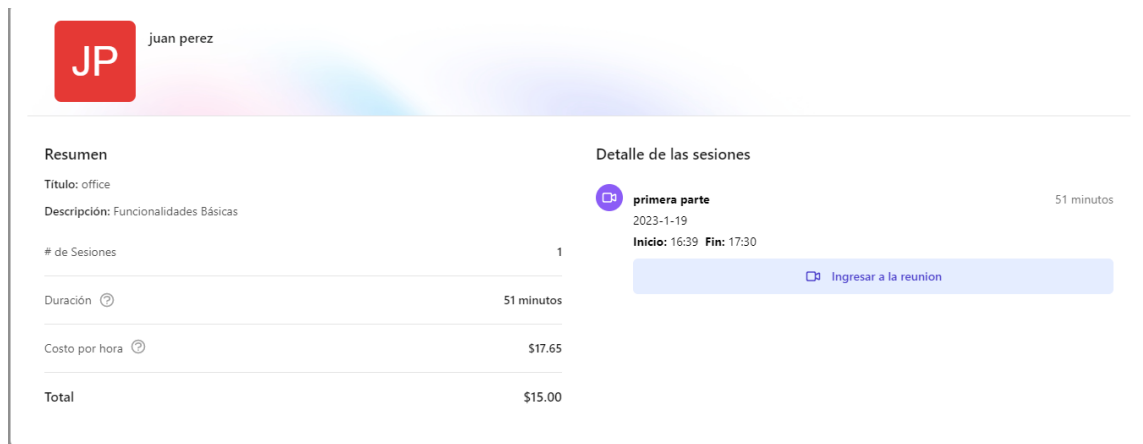 JP
juan perez
Resumen
Título: office
Descripción: Funcionalidades Básicas
# de Sesiones 1
Duración ? 51 minutos
Costo por hora ? $17.65
Total $15.00
Detalle de las sesiones
primera parte 51 minutos
2023-1-19
Inicio: 16:39 Fin: 17:30
Ingresar a la reunion